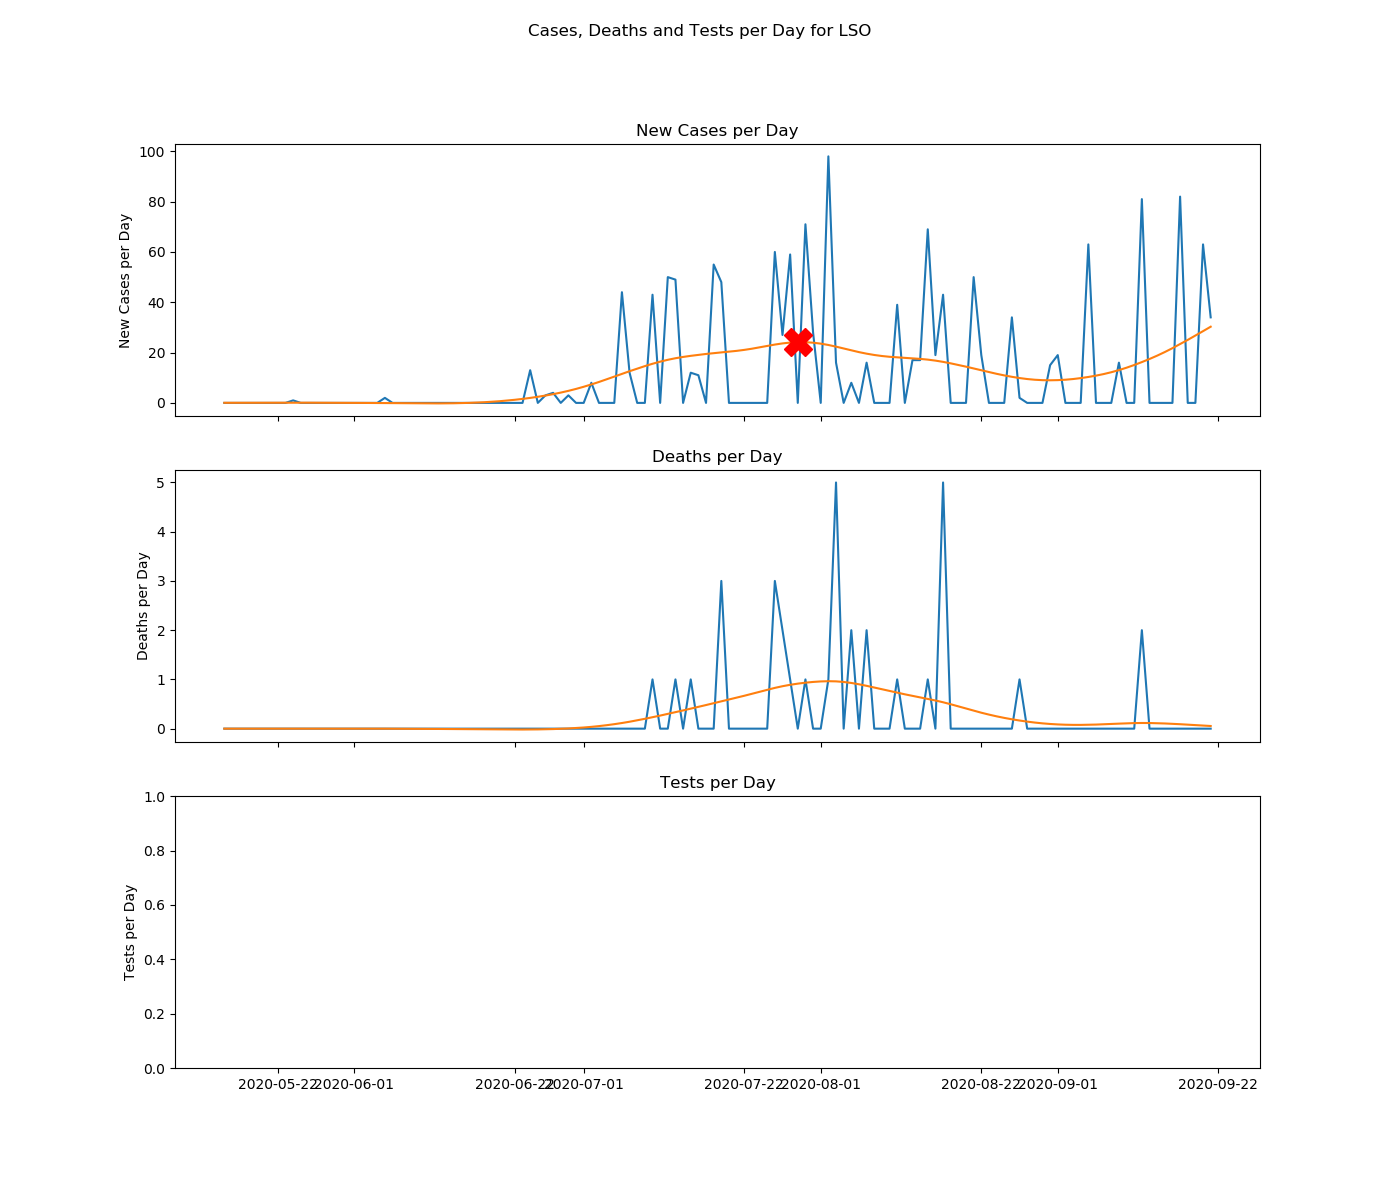 Cases, Deaths and Tests per Day for LSO
New Cases per Day
New Cases per Day
100
80
60
40
20
0
Deaths per Day
Deaths per Day
5
4
3
2
1
0
Tests per Day
Tests per Day
1.0
0.8
0.6
0.4
0.2
0.0
2020-05-22 2020-06-01 2020-06-22 2020-07-01 2020-07-22 2020-08-01 2020-08-22 2020-09-01 2020-09-22